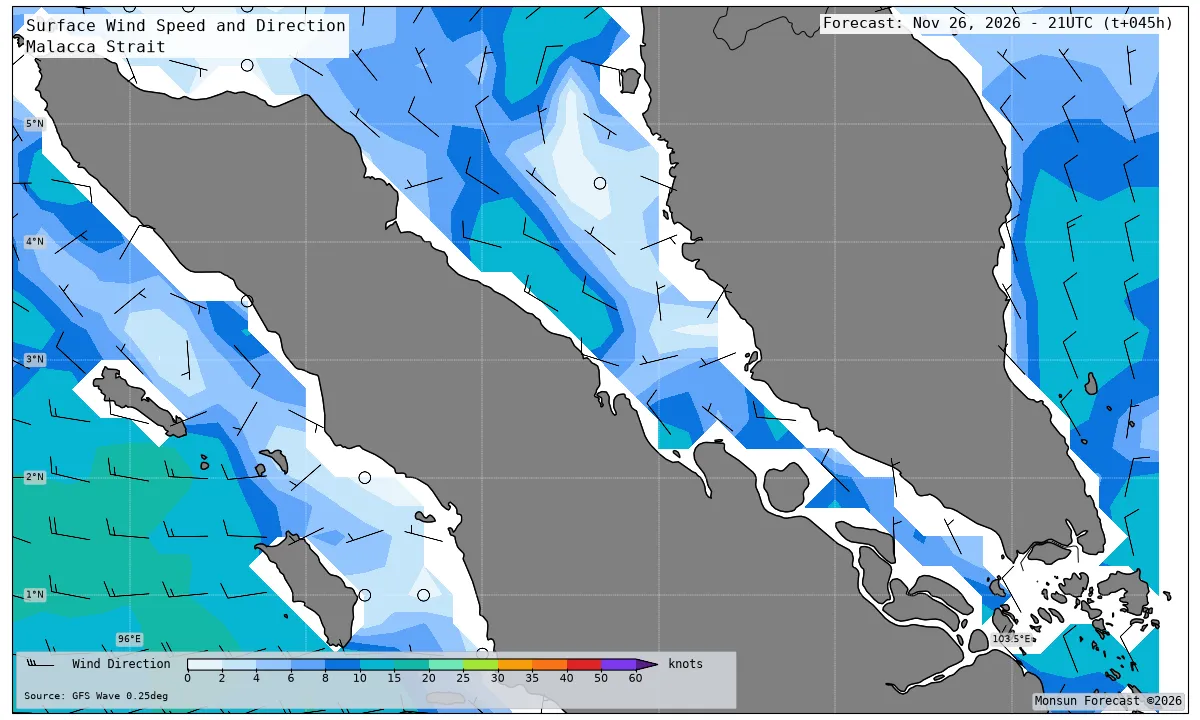 Surface Wind Speed and Direction
Malacca Strait
Forecast: Nov 26, 2026 - 21UTC (t+045h)
5°N
4°N
3°N
2°N
1°N
96°E
103.5°E
Wind Direction
knots
0 2 4 6 8 10 15 20 25 30 35 40 50 60
Source: GFS Wave 0.25deg
Monsun Forecast ©2026